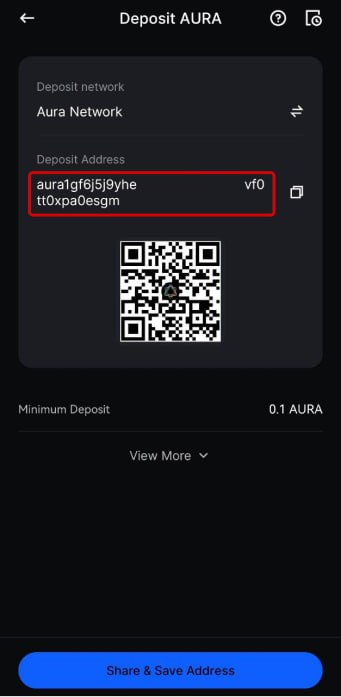 Deposit AURA
Deposit network
Aura Network
Deposit Address
aura1gf6j5j9yhe vf0
tt0xpa0esgm
Minimum Deposit 0.1 AURA
View More
Share & Save Address